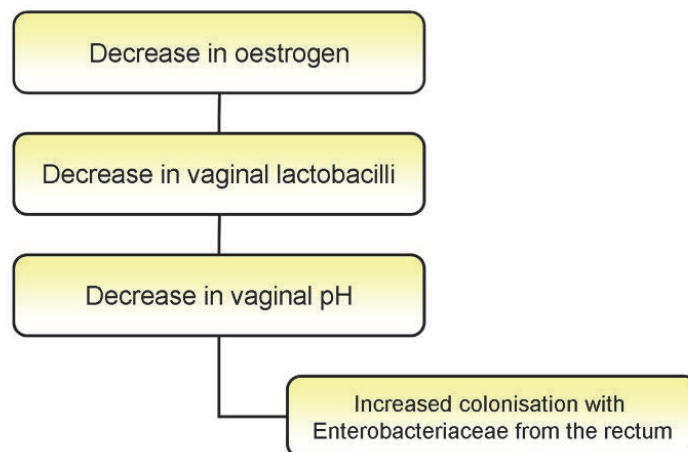 Decrease in oestrogen
Decrease in vaginal lactobacilli
Decrease in vaginal pH
Increased colonisation with
Enterobacteriaceae from the rectum